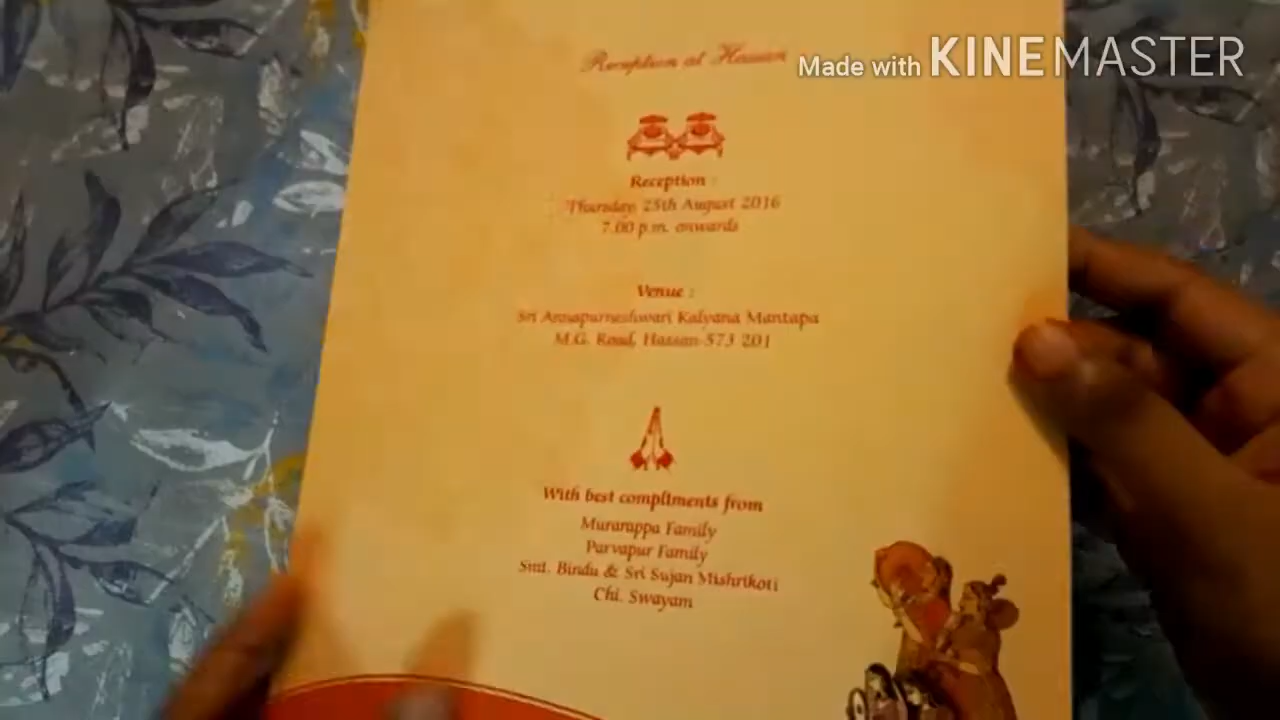 Reception at Hassan
Made with KINEMASTER
Reception :
Thursday, 25th August 2016
7.00 p.m. onwards
Venue :
Sri Annapurneshwari Kalyana Mantapa
M.G. Road, Hassan-573 201
With best compliments from
Murarappa Family
Parvapur Family
Smt. Bindu & Sri Sujan Mishrikoti
Chi. Swayam